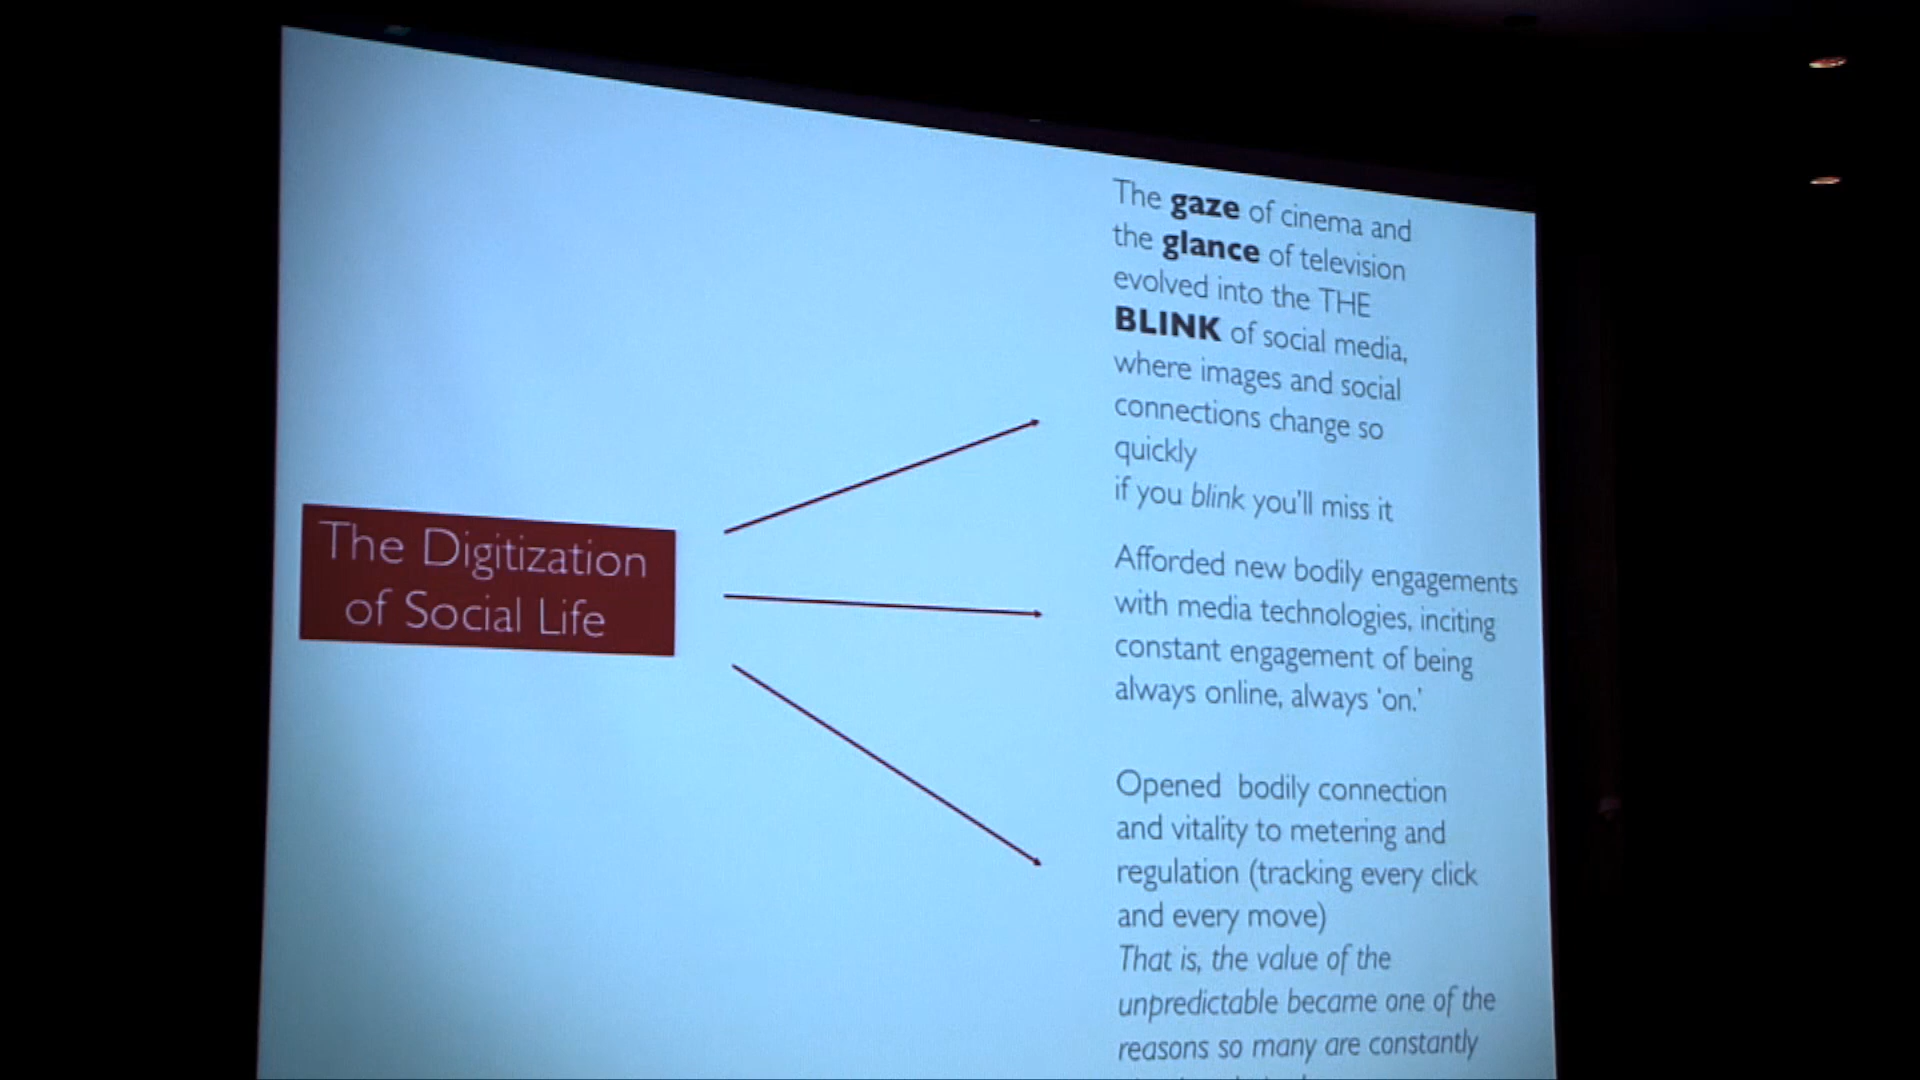 The Digitization
of Social Life
The gaze of cinema and
the glance of television
evolved into the THE
BLINK of social media,
where images and social
connections change so
quickly
if you blink you'll miss it
Afforded new bodily engagements
with media technologies, inciting
constant engagement of being
always online, always 'on.'
Opened bodily connection
and vitality to metering and
regulation (tracking every click
and every move)
That is, the value of the
unpredictable became one of the
reasons so many are constantly